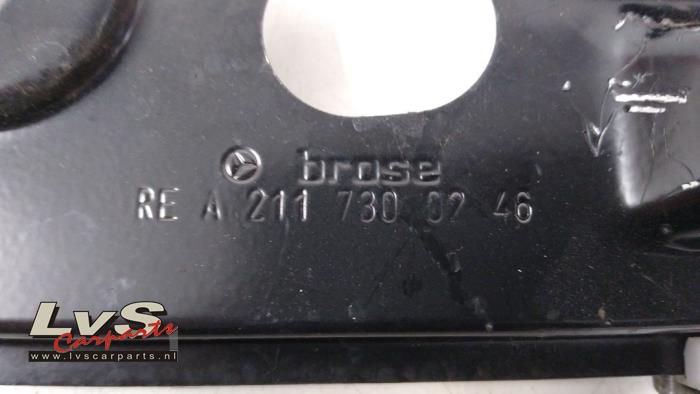 brose
RE A 211 730 02 46
LvS
Carparts
www.lvscarparts.nl